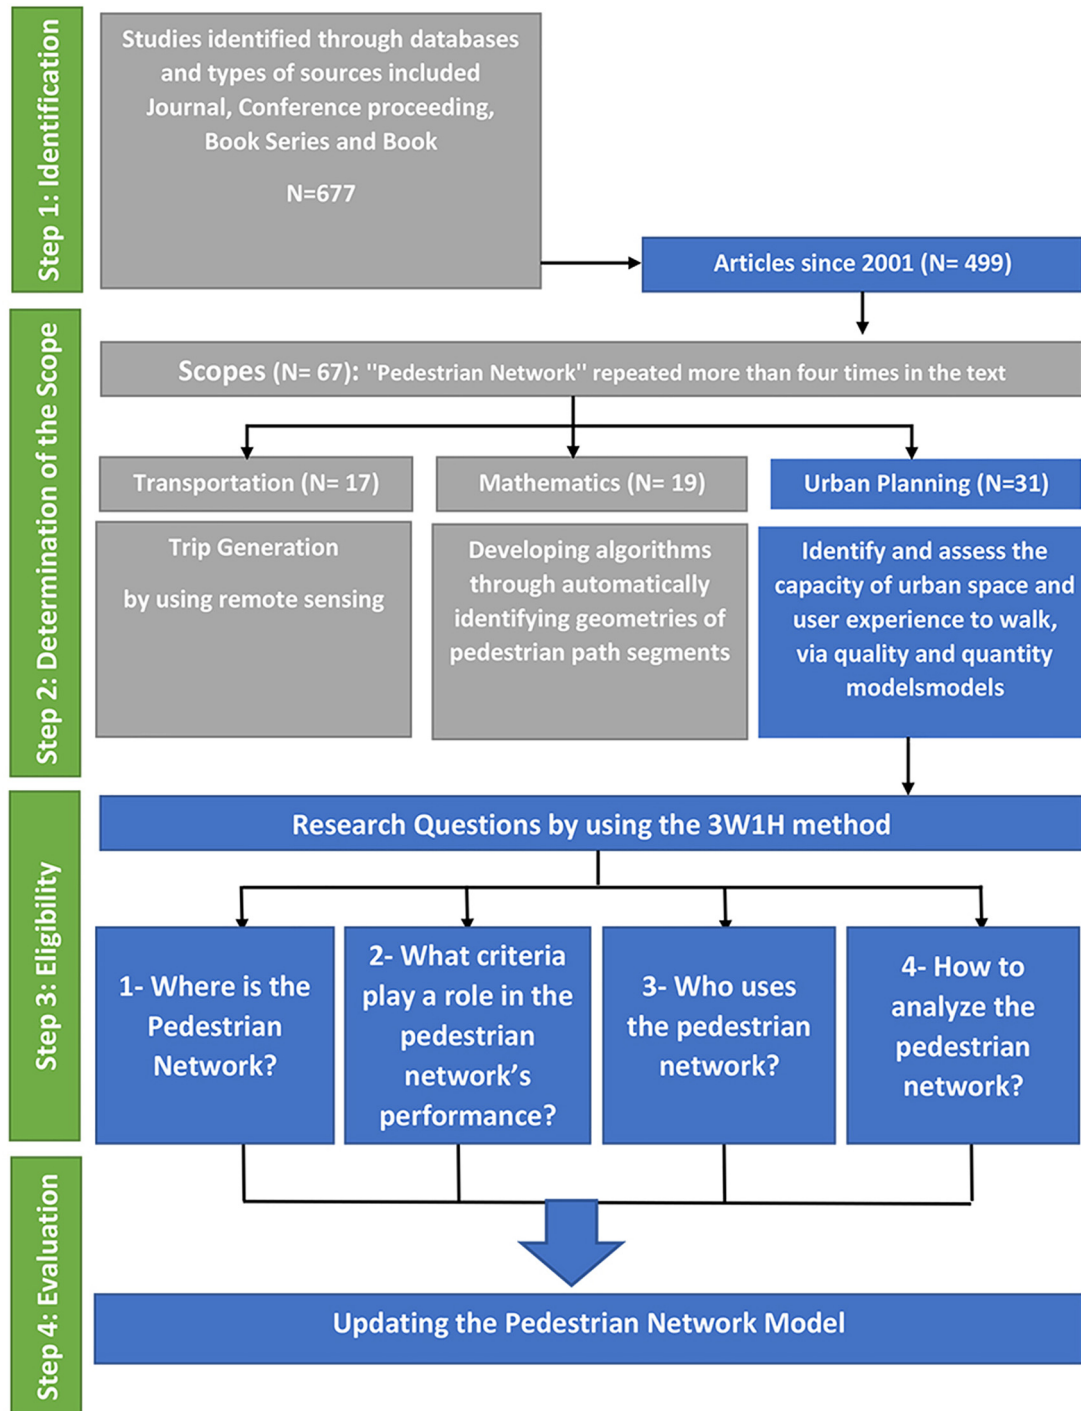 Step 1: Identification
Studies identified through databases
and types of sources included
Journal, Conference proceeding,
Book Series and Book
N=677
Articles since 2001 (N= 499)
Step 2: Determination of the Scope
Scopes (N= 67): "Pedestrian Network" repeated more than four times in the text
Transportation (N= 17)
Trip Generation
by using remote sensing
Mathematics (N= 19)
Developing algorithms
through automatically
identifying geometries of
pedestrian path segments
Urban Planning (N=31)
Identify and assess the
capacity of urban space and
user experience to walk,
via quality and quantity
modelsmodels
Step 3: Eligibility
Research Questions by using the 3W1H method
1- Where is the
Pedestrian
Network?
2- What criteria
play a role in the
pedestrian
network’s
performance?
3- Who uses
the pedestrian
network?
4- How to
analyze the
pedestrian
network?
Step 4: Evaluation
Updating the Pedestrian Network Model